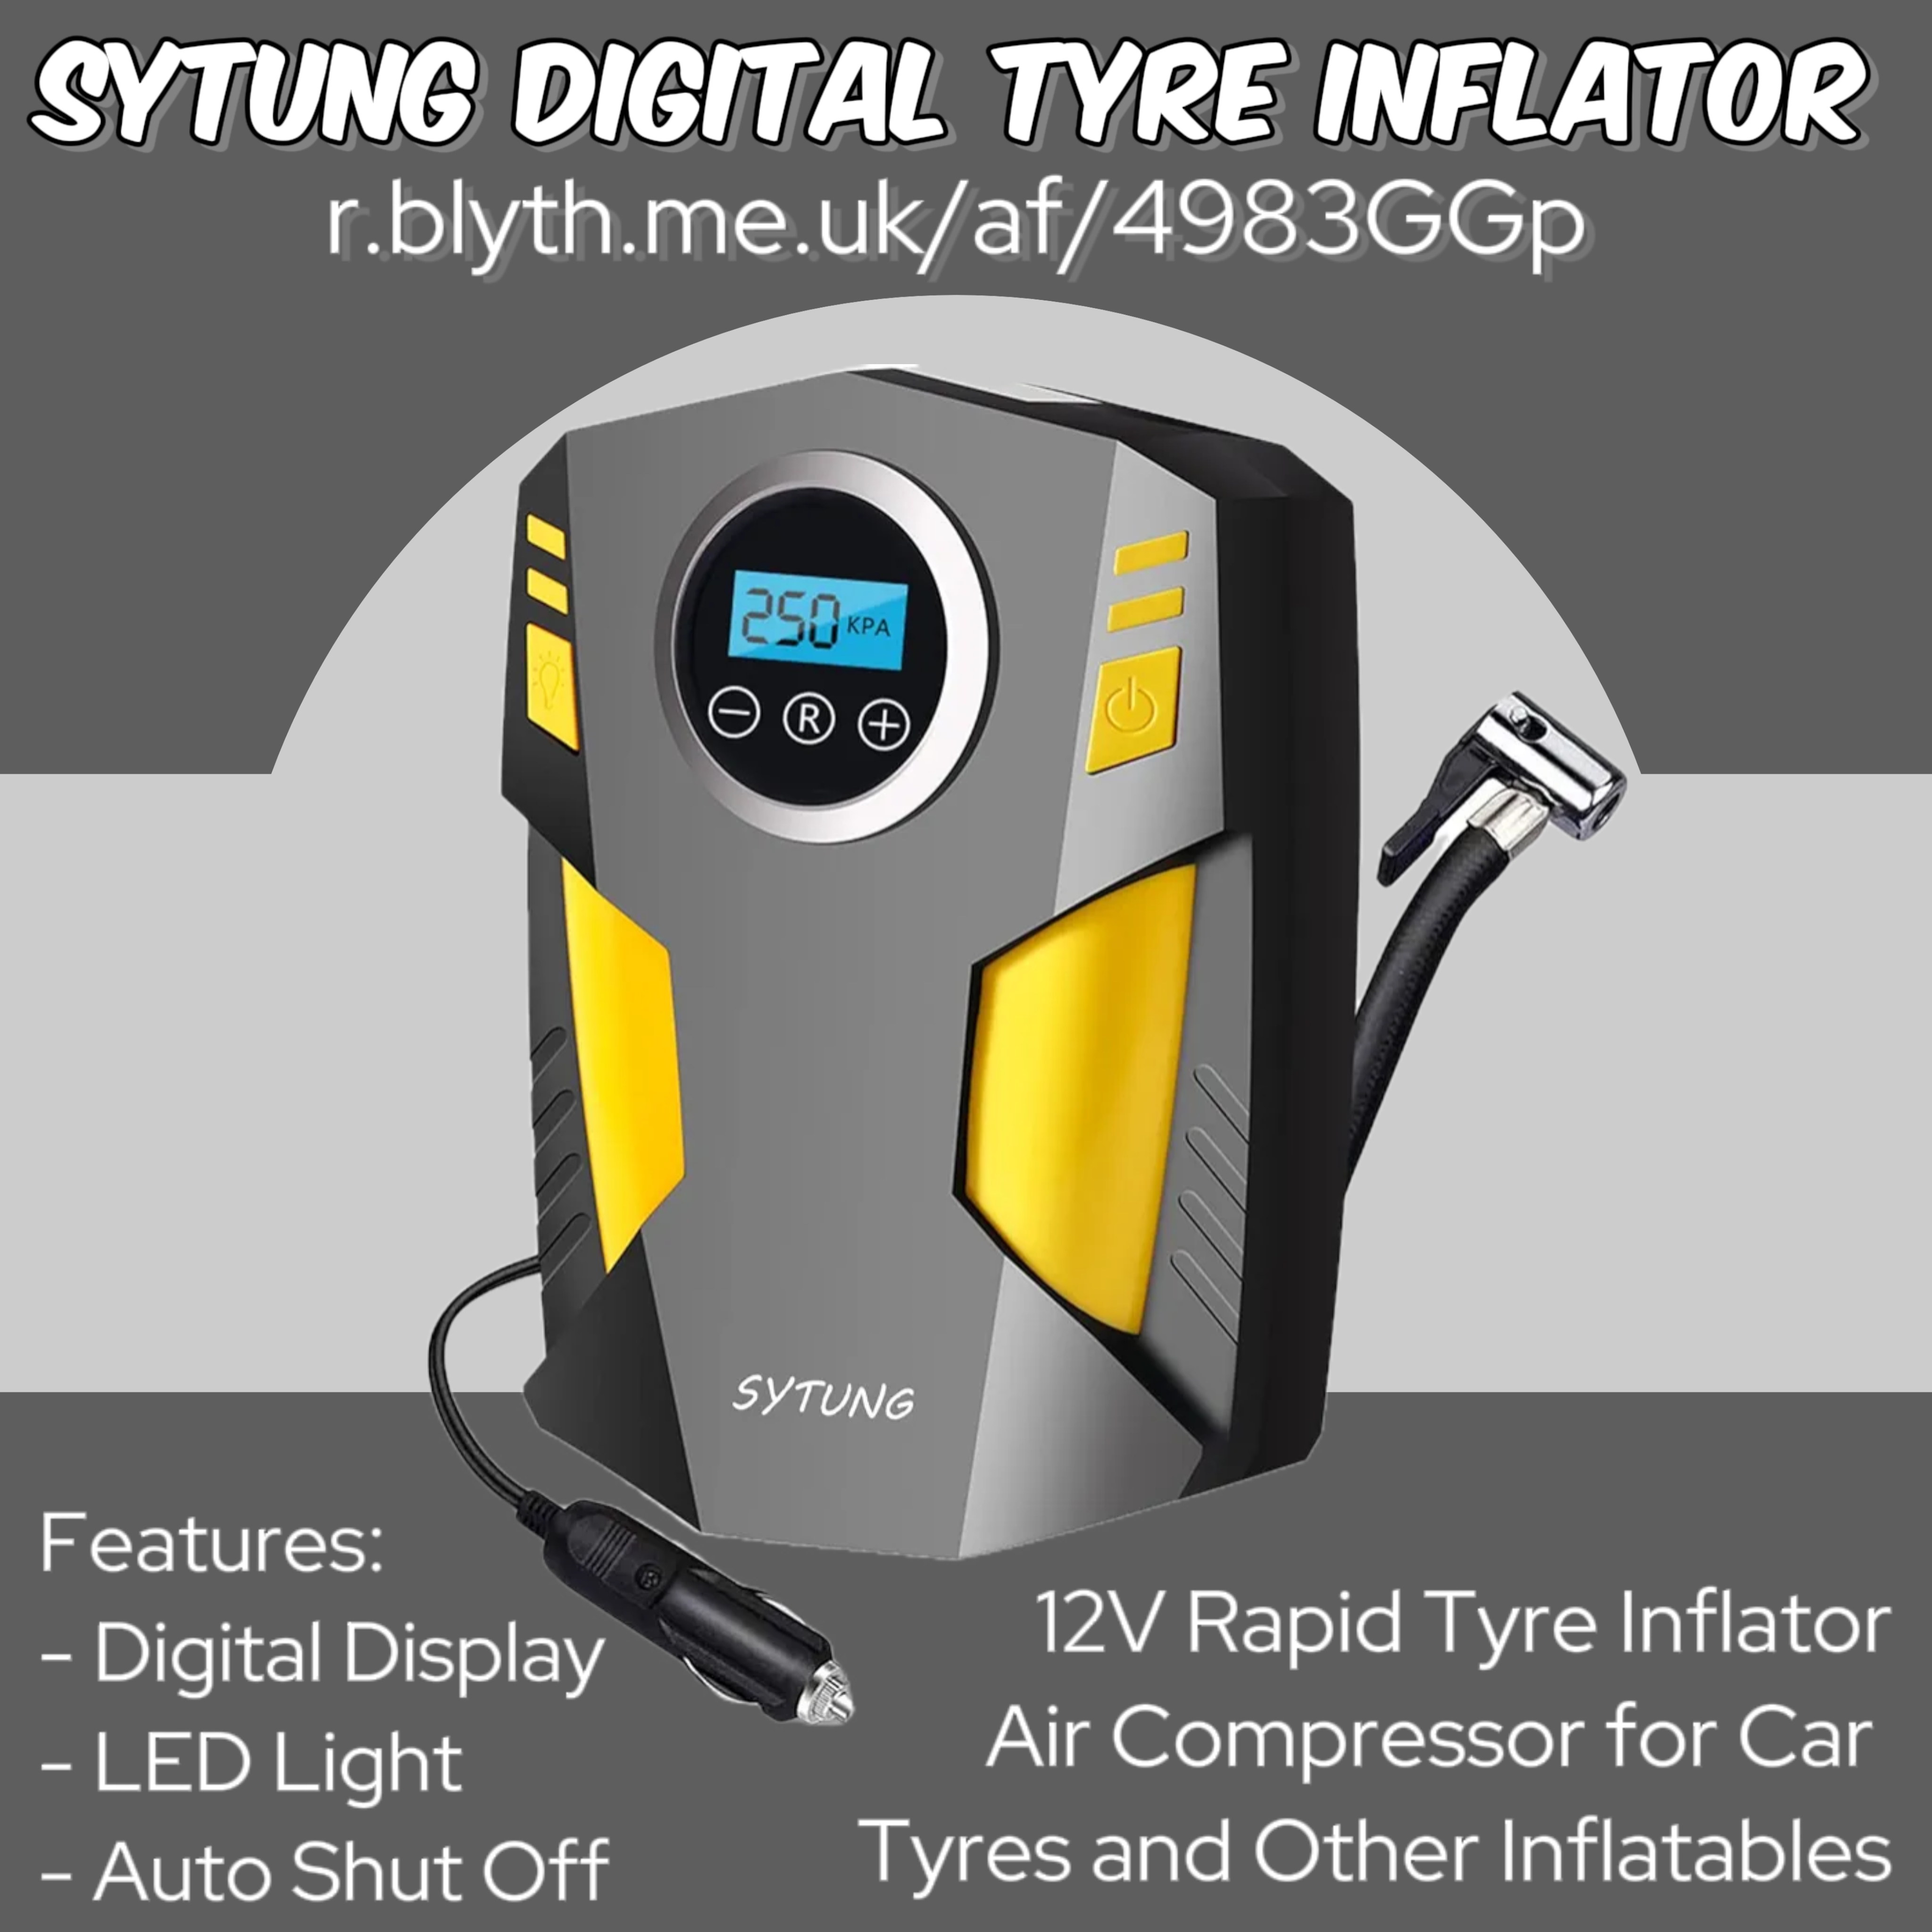 SYTUNG DIGITAL TYRE INFLATOR
r.blyth.me.uk/af/4983GGp
250 KPA
R
SYTUNG
Features:
- Digital Display
- LED Light
- Auto Shut Off
12V Rapid Tyre Inflator
Air Compressor for Car
Tyres and Other Inflatables